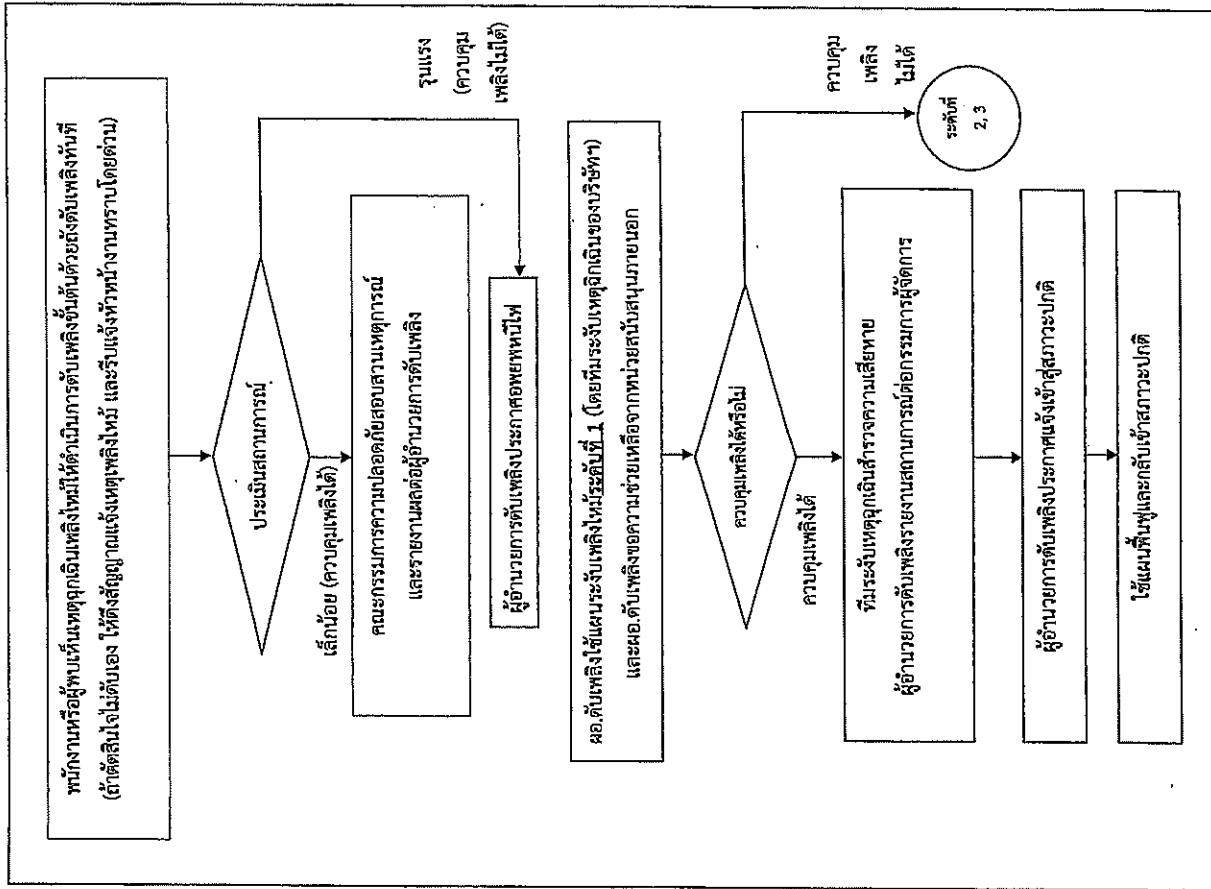 พนักงานหรือผู้พบเห็นเหตุฉุกเฉินเพลิงไหม้ให้ดำเนินการดับเพลิงขั้นต้นด้วยถังดับเพลิงทันที
(ถ้าตัดสินใจไม่ดับเอง ให้ดึงสัญญาณแจ้งเหตุเพลิงไหม้ และรีบแจ้งหัวหน้างานทราบโดยด่วน)
ประเมินสถานการณ์
รุนแรง
(ควบคุม
เพลิงไม่ได้)
เล็กน้อย (ควบคุมเพลิงได้)
คณะกรรมการความปลอดภัยสอบสวนเหตุการณ์
และรายงานผลต่อผู้อำนวยการดับเพลิง
ผู้อำนวยการดับเพลิงประกาศอพยพหนีไฟ
ผอ.ดับเพลิงใช้แผนระงับเพลิงไหม้ระดับที่ 1 (โดยทีมระงับเหตุฉุกเฉินของบริษัทฯ)
และผอ.ดับเพลิงขอความช่วยเหลือจากหน่วยสนับสนุนภายนอก
ควบคุมเพลิงได้หรือไม่
ควบคุม
เพลิง
ไม่ได้
ระดับที่
2, 3
ควบคุมเพลิงได้
ทีมระงับเหตุฉุกเฉินสำรวจความเสียหาย
ผู้อำนวยการดับเพลิงรายงานสถานการณ์ต่อกรรมการผู้จัดการ
ผู้อำนวยการดับเพลิงประกาศแจ้งเข้าสู่สภาวะปกติ
ใช้แผนฟื้นฟูและกลับเข้าสภาวะปกติ